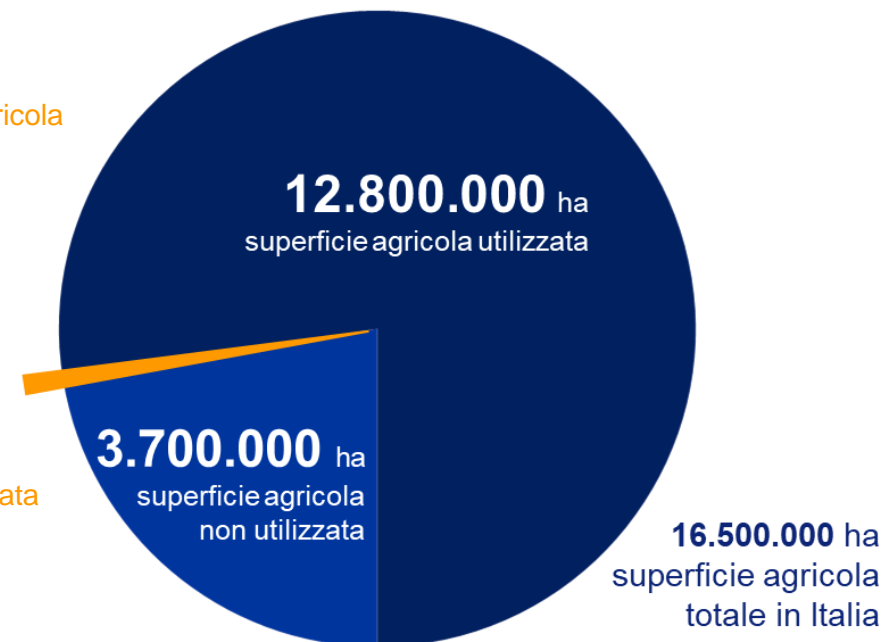 12.800.000 ha
superficie agricola utilizzata
3.700.000 ha
superficie agricola
non utilizzata
16.500.000 ha
superficie agricola
totale in Italia